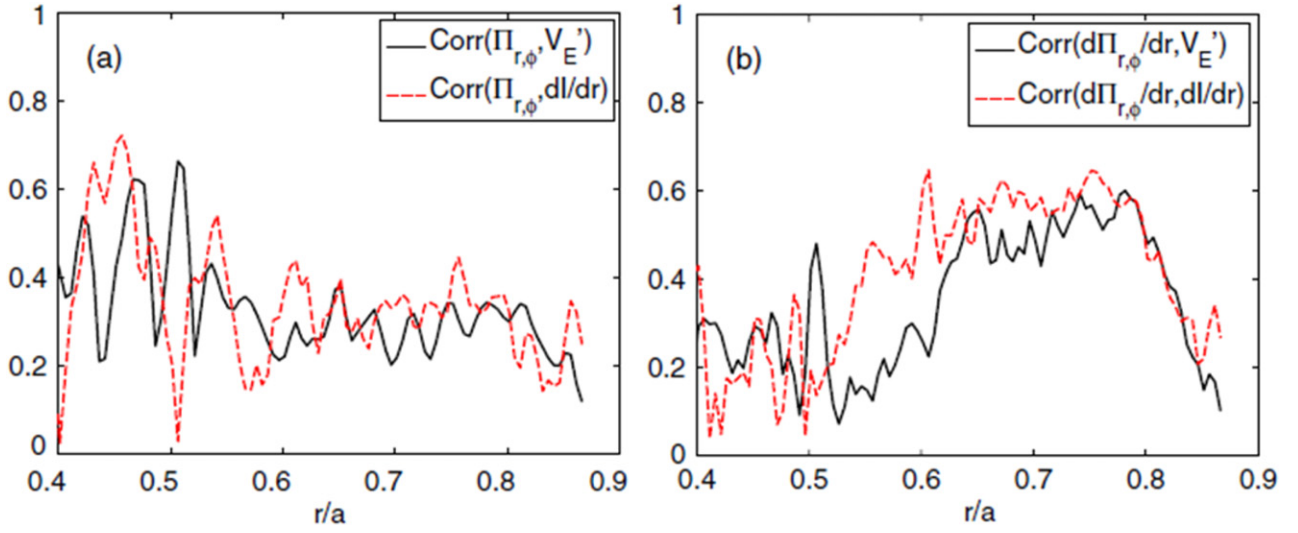 (a)
Corr(Π_{r,ϕ},V_E’)
Corr(Π_{r,ϕ},dI/dr)
1
0.8
0.6
0.4
0.2
0
0.4 0.5 0.6 0.7 0.8 0.9
r/a
(b)
Corr(dΠ_{r,ϕ}/dr,V_E’)
Corr(dΠ_{r,ϕ}/dr,dI/dr)
1
0.8
0.6
0.4
0.2
0
0.4 0.5 0.6 0.7 0.8 0.9
r/a